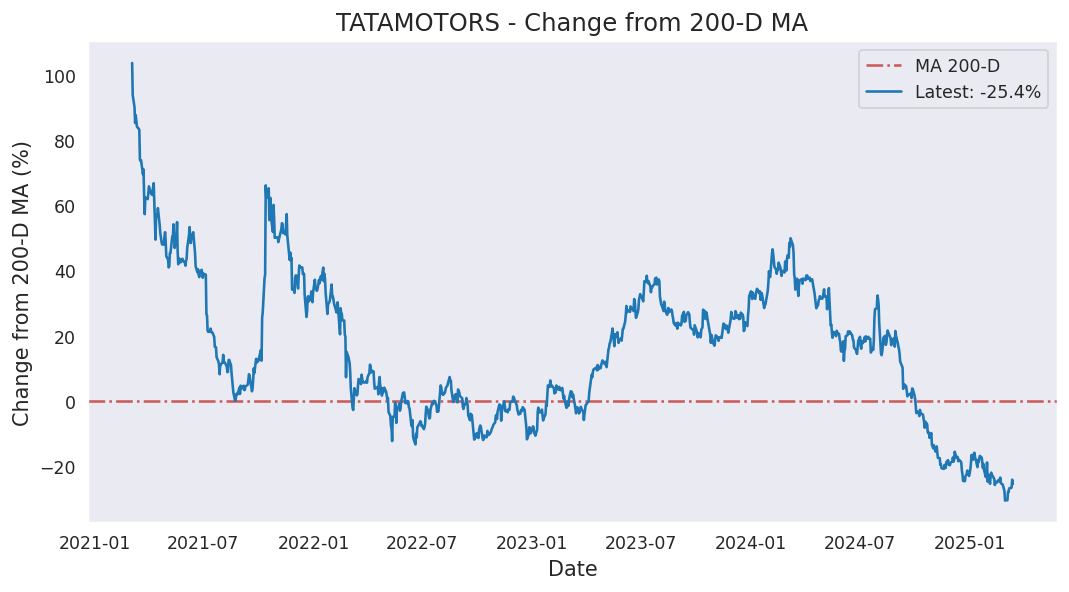 TATAMOTORS - Change from 200-D MA
MA 200-D
Latest: -25.4%
Change from 200-D MA (%)
100
80
60
40
20
0
−20
2021-01 2021-07 2022-01 2022-07 2023-01 2023-07 2024-01 2024-07 2025-01
Date